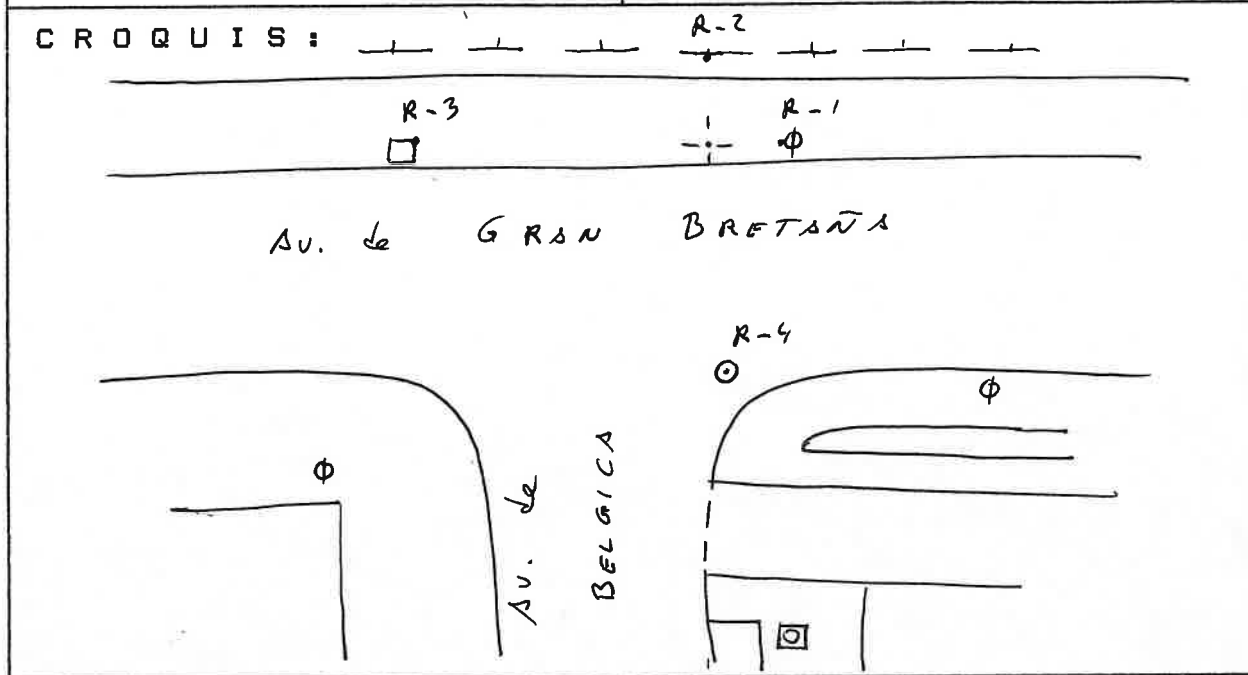 CROQUIS:
R-2
R-3
R-1
Av. de GRAN BRETAÑA
R-4
Av. de
BELGICA